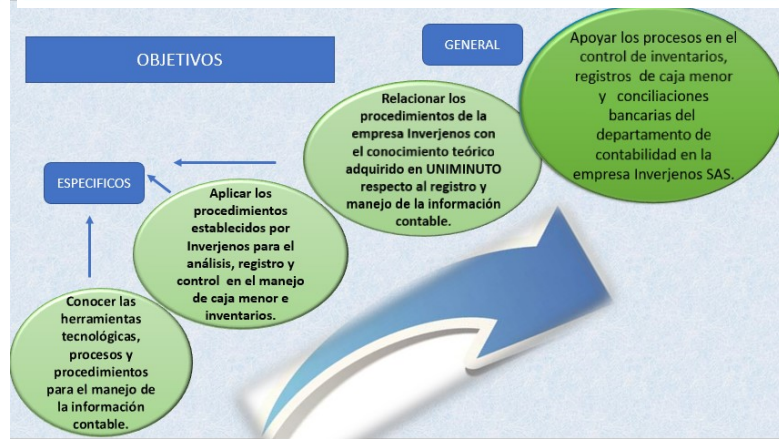 OBJETIVOS
GENERAL
Apoyar los procesos en el
control de inventarios,
registros de caja menor
y conciliaciones
bancarias del
departamento de
contabilidad en la
empresa Inverjenos SAS.
Relacionar los
procedimientos de la
empresa Inverjenos con
el conocimiento teórico
adquirido en UNIMINUTO
respecto al registro y
manejo de la información
contable.
ESPECIFICOS
Aplicar los
procedimientos
establecidos por
Inverjenos para el
análisis, registro y
control en el manejo
de caja menor e
inventarios.
Conocer las
herramientas
tecnológicas,
procesos y
procedimientos
para el manejo de
la información
contable.